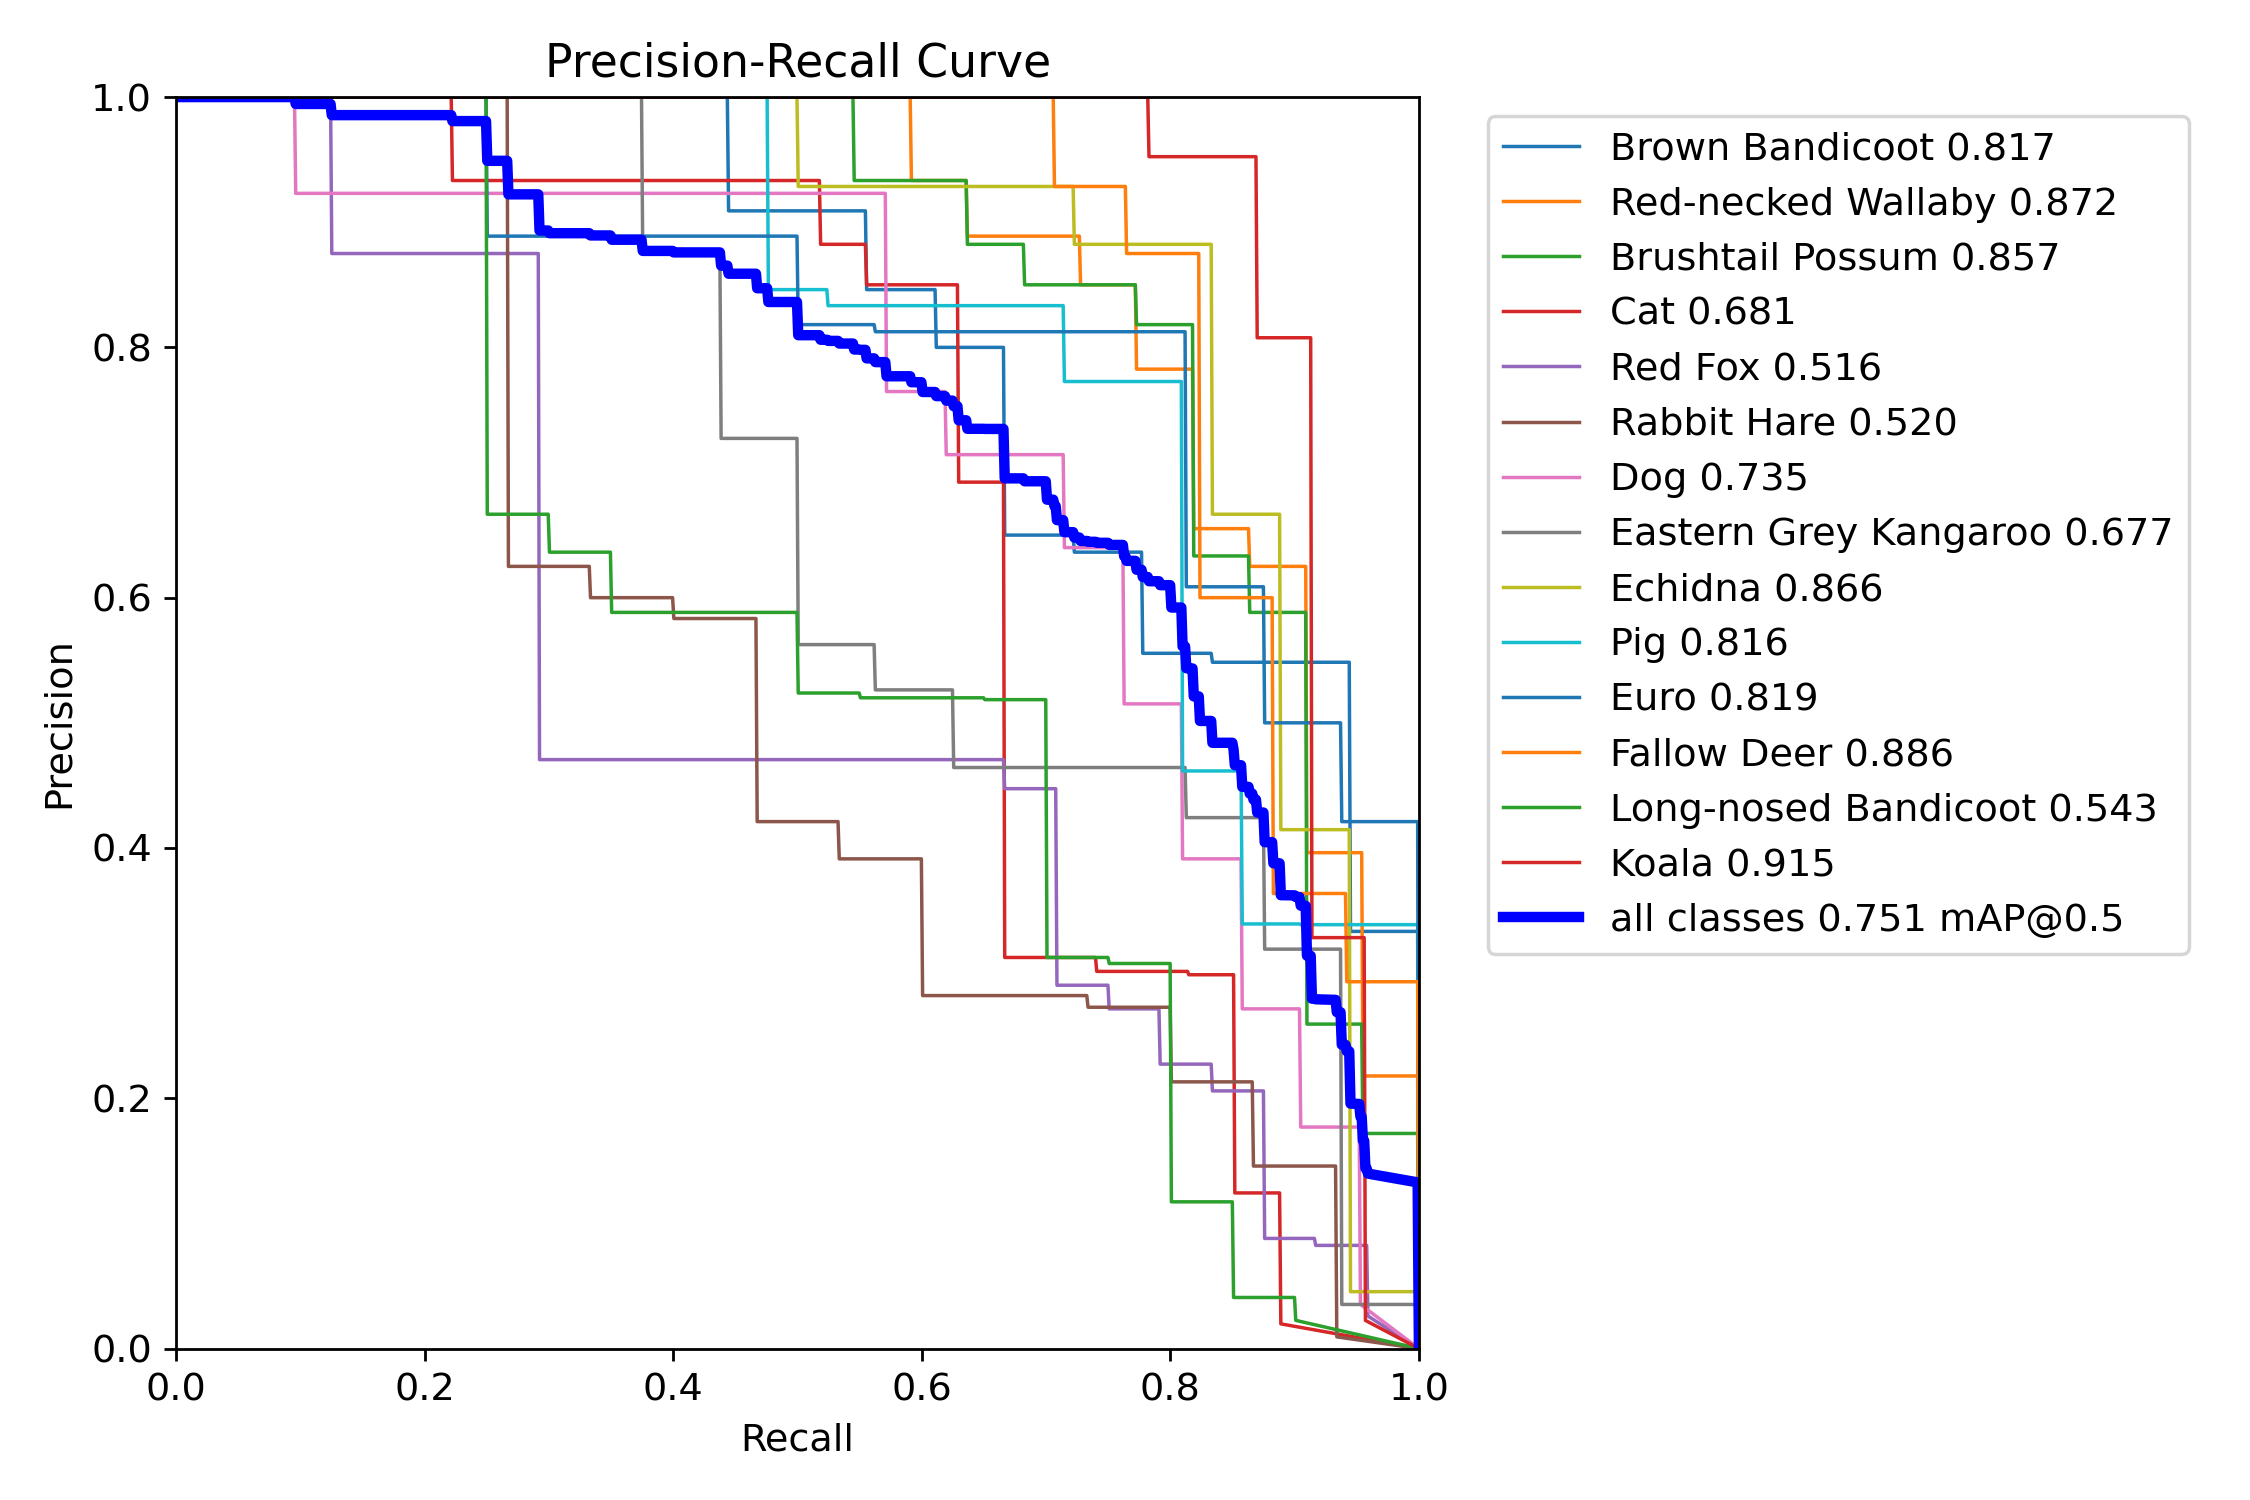 Precision-Recall Curve
1.0
0.8
0.6
0.4
0.2
0.0
Precision
0.0 0.2 0.4 0.6 0.8 1.0
Recall
Brown Bandicoot 0.817
Red-necked Wallaby 0.872
Brushtail Possum 0.857
Cat 0.681
Red Fox 0.516
Rabbit Hare 0.520
Dog 0.735
Eastern Grey Kangaroo 0.677
Echidna 0.866
Pig 0.816
Euro 0.819
Fallow Deer 0.886
Long-nosed Bandicoot 0.543
Koala 0.915
all classes 0.751 mAP@0.5